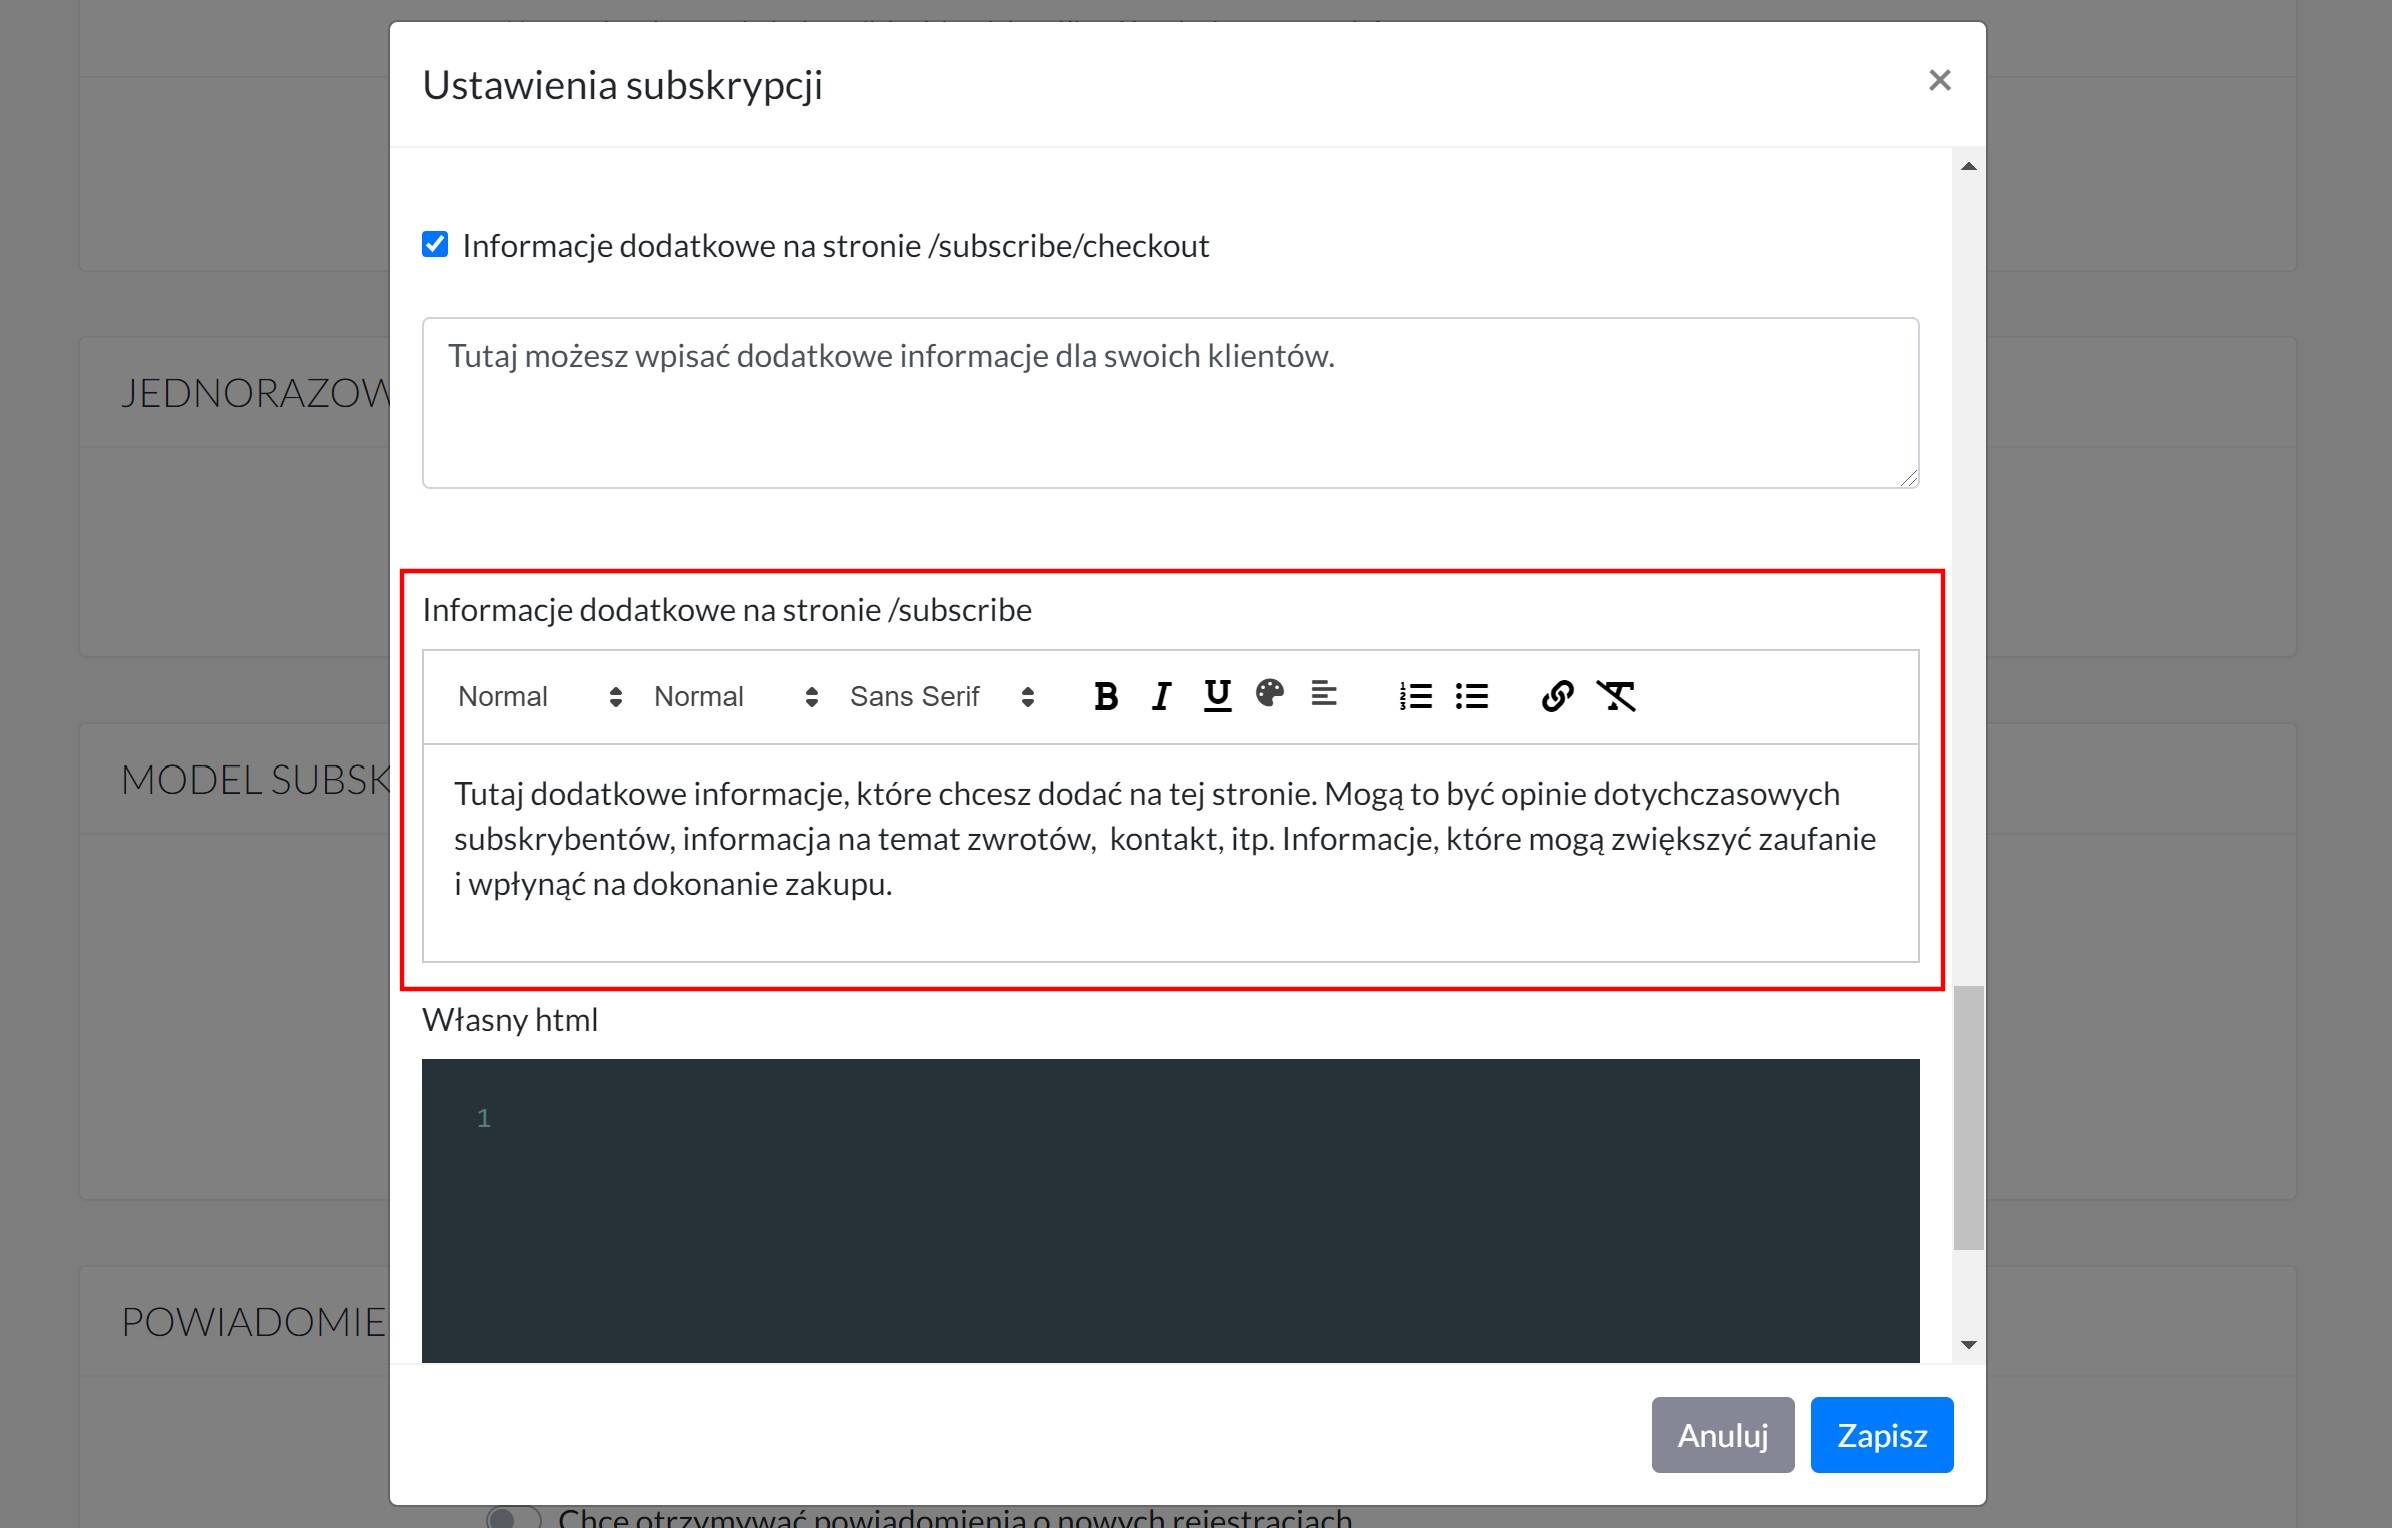 Ustawienia subskrypcji
×
Informacje dodatkowe na stronie /subscribe/checkout
Tutaj możesz wpisać dodatkowe informacje dla swoich klientów.
JEDNORAZOW
Informacje dodatkowe na stronie /subscribe
Normal Normal Sans Serif B I U
MODEL SUBSK
Tutaj dodatkowe informacje, które chcesz dodać na tej stronie. Mogą to być opinie dotychczasowych
subskrybentów, informacja na temat zwrotów,  kontakt, itp. Informacje, które mogą zwiększyć zaufanie
i wpłynąć na dokonanie zakupu.
Własny html
1
POWIADOMIE
Anuluj Zapisz
Chcę otrzymywać powiadomienia o nowych rejestracjach